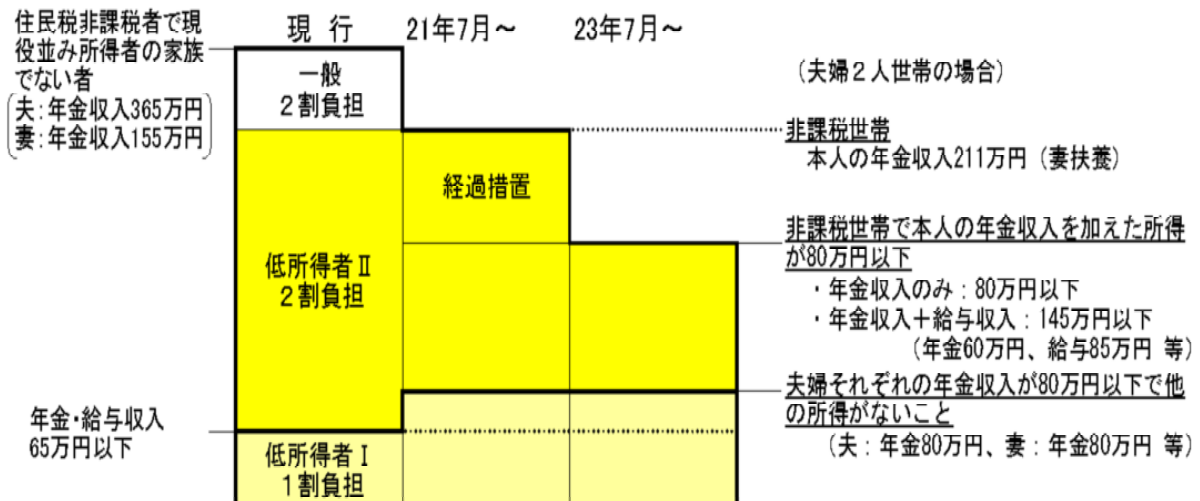 住民税非課税者で現
役並み所得者の家族
でない者
夫:年金収入365万円
妻:年金収入155万円
現 行
21年7月～
23年7月～
一般
2割負担
(夫婦2人世帯の場合)
非課税世帯
本人の年金収入211万円(妻扶養)
経過措置
非課税世帯で本人の年金収入を加えた所得
が80万円以下
・年金収入のみ:80万円以下
・年金収入＋給与収入:145万円以下
(年金60万円、給与85万円 等)
低所得者Ⅱ
2割負担
夫婦それぞれの年金収入が80万円以下で他
の所得がないこと
(夫:年金80万円、妻:年金80万円 等)
年金・給与収入
65万円以下
低所得者Ⅰ
1割負担